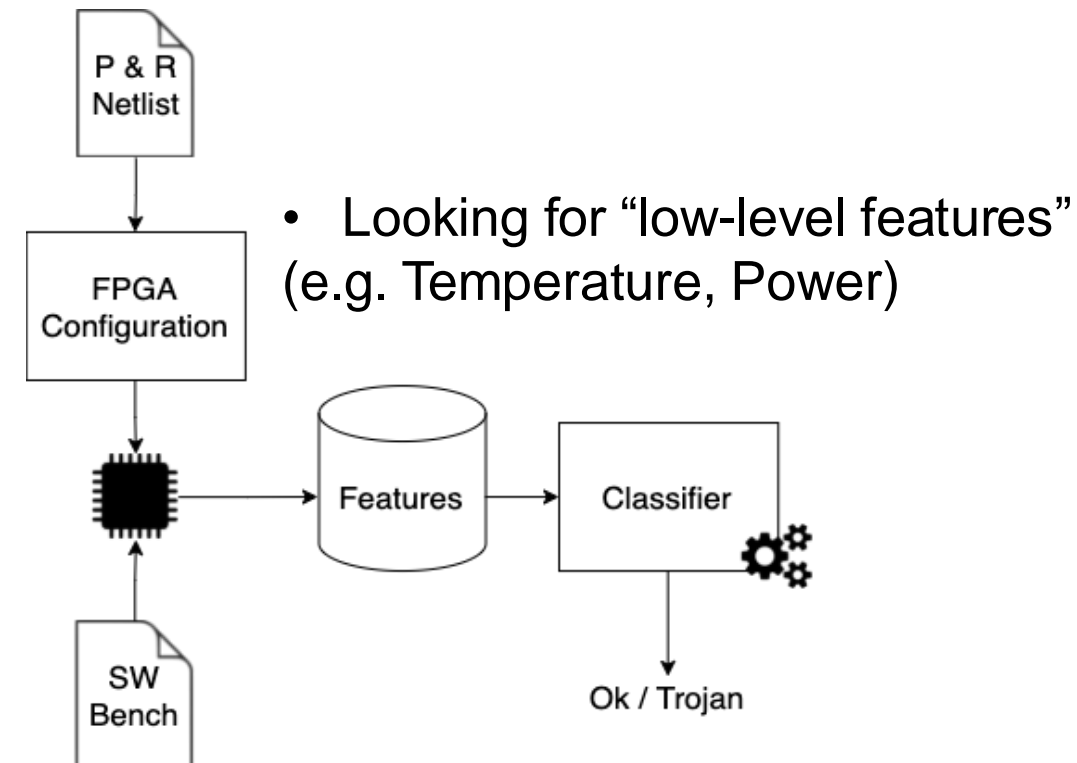 P & R
Netlist
• Looking for “low-level features”
(e.g. Temperature, Power)
FPGA
Configuration
Features
Classifier
SW
Bench
Ok / Trojan